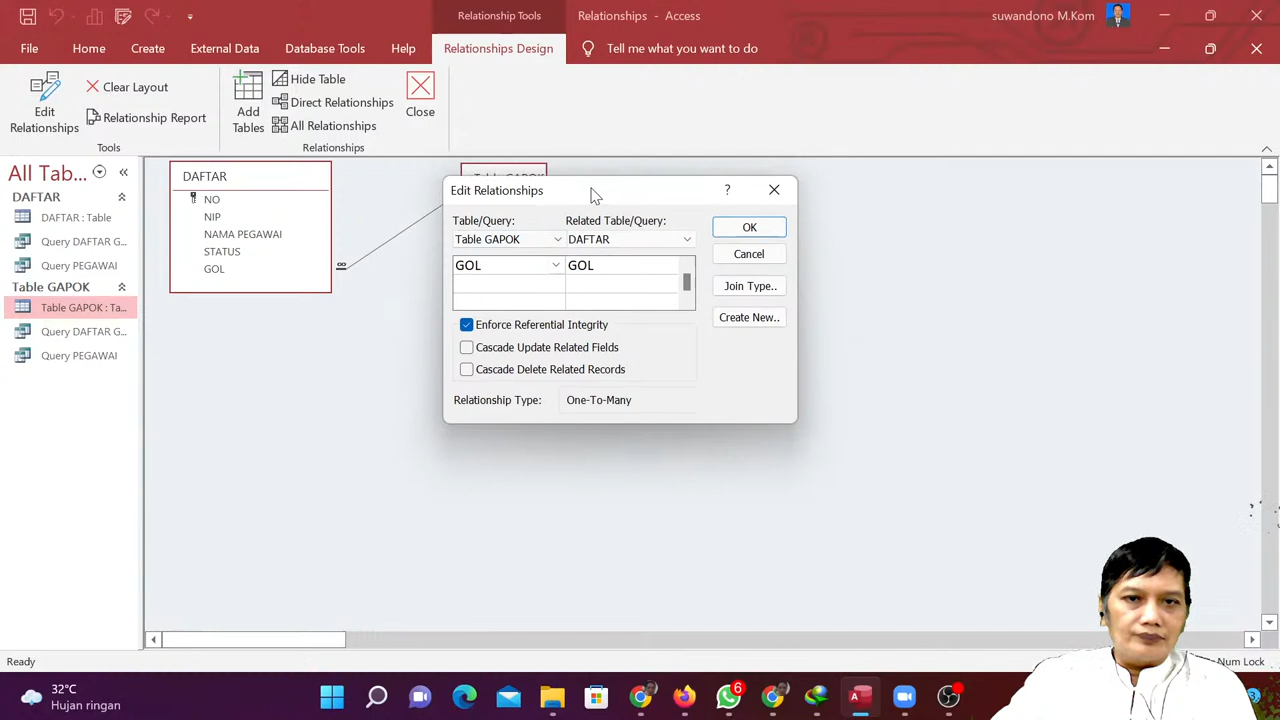 Relationship Tools
Relationships - Access
suwandono M.Kom
File
Home
Create
External Data
Database Tools
Help
Relationships Design
Tell me what you want to do
Edit
Relationships
Clear Layout
Relationship Report
Tools
Add
Tables
Hide Table
Direct Relationships
All Relationships
Close
Relationships
All Tab...
DAFTAR
DAFTAR : Table
Query DAFTAR G...
Query PEGAWAI
Table GAPOK
Table GAPOK : Ta...
Query DAFTAR G...
Query PEGAWAI
DAFTAR
NO
NIP
NAMA PEGAWAI
STATUS
GOL
Table GAPOK
Edit Relationships
?
Table/Query:
Related Table/Query:
Table GAPOK
DAFTAR
GOL
GOL
Enforce Referential Integrity
Cascade Update Related Fields
Cascade Delete Related Records
Relationship Type:
One-To-Many
OK
Cancel
Join Type..
Create New..
Ready
Num Lock
32°C
Hujan ringan
6